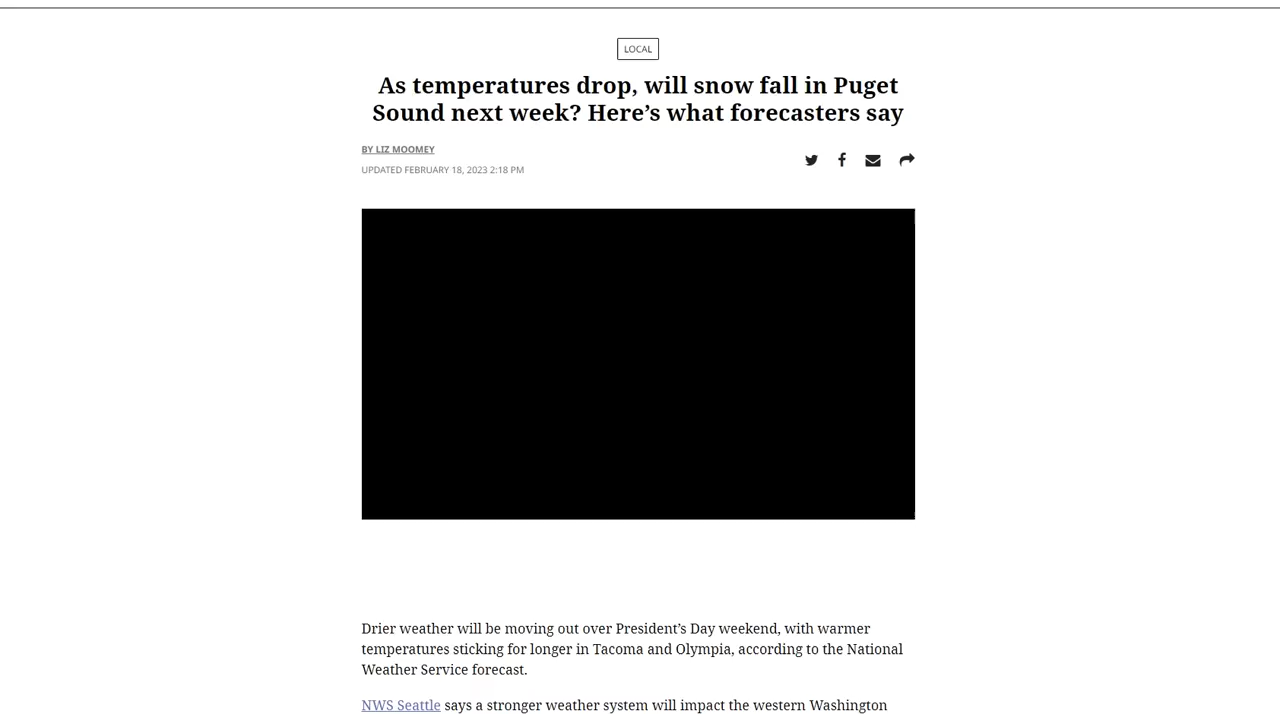 LOCAL
As temperatures drop, will snow fall in Puget
Sound next week? Here’s what forecasters say
BY LIZ MOOMEY
UPDATED FEBRUARY 18, 2023 2:18 PM
Drier weather will be moving out over President’s Day weekend, with warmer
temperatures sticking for longer in Tacoma and Olympia, according to the National
Weather Service forecast.
NWS Seattle says a stronger weather system will impact the western Washington